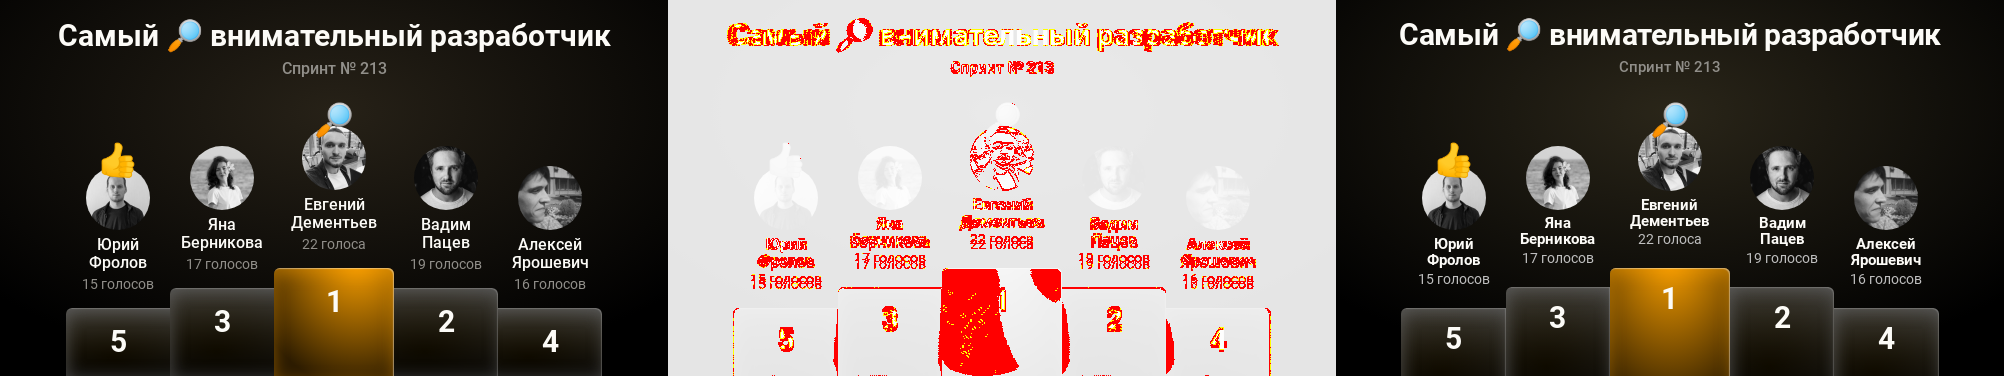 Самый 🔎 внимательный разработчик
Спринт № 213
Евгений
Дементьев
22 голоса
Яна
Берникова
17 голосов
Вадим
Пацев
19 голосов
Юрий
Фролов
15 голосов
Алексей
Ярошевич
16 голосов
5
3
1
2
4
Самый внимательный разработчик
Спринт № 213
Евгений
Дементьев
22 голоса
Яна
Берникова
17 голосов
Вадим
Пацев
19 голосов
Юрий
Фролов
15 голосов
Алексей
Ярошевич
16 голосов
5
3
1
2
4
Самый 🔎 внимательный разработчик
Спринт № 213
Евгений
Дементьев
22 голоса
Яна
Берникова
17 голосов
Вадим
Пацев
19 голосов
Юрий
Фролов
15 голосов
Алексей
Ярошевич
16 голосов
5
3
1
2
4